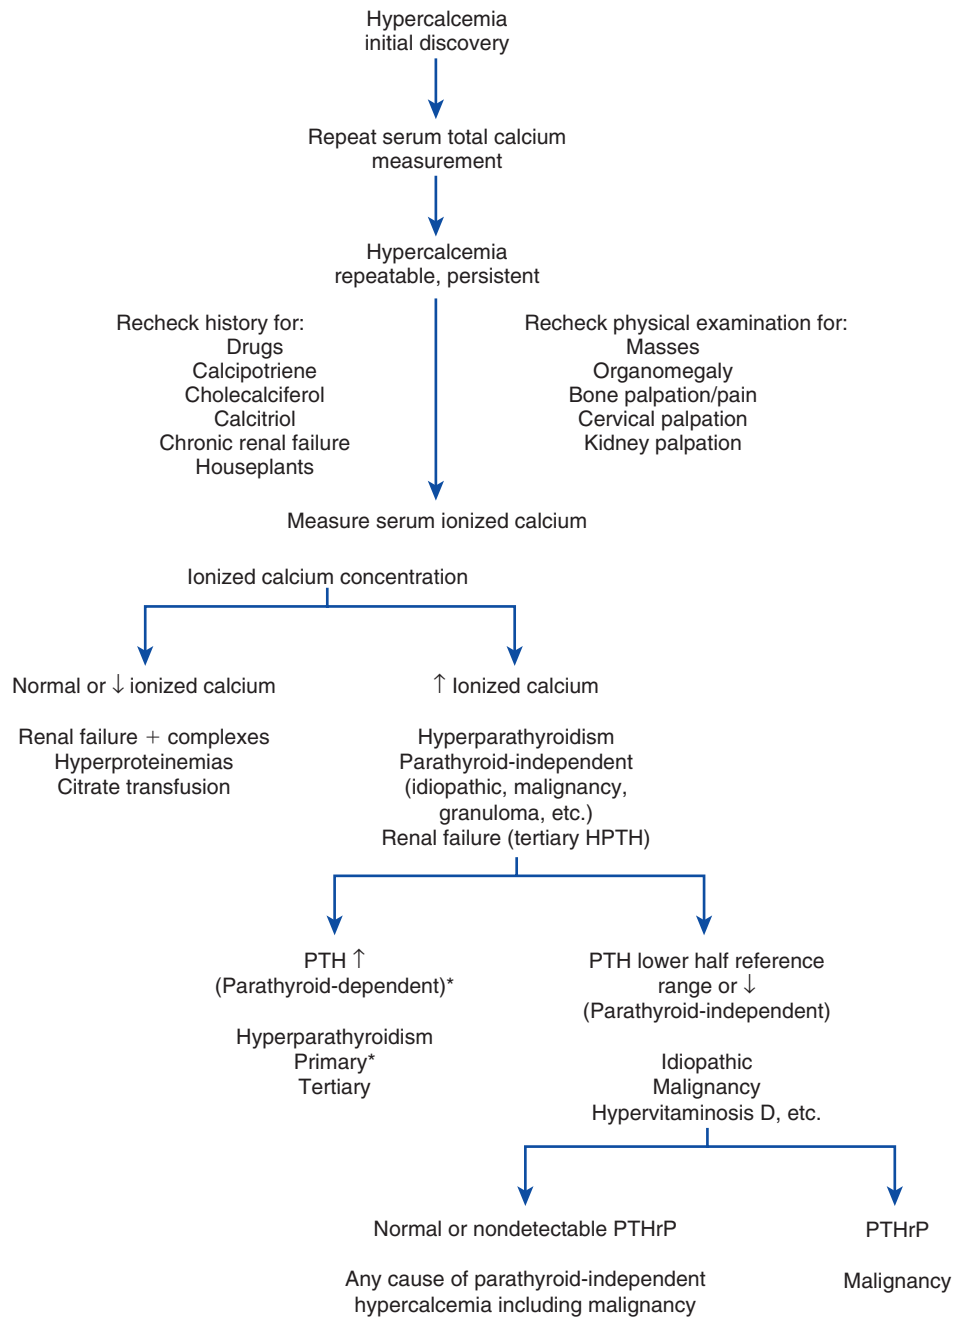 Hypercalcemia
initial discovery
Repeat serum total calcium
measurement
Hypercalcemia
repeatable, persistent
Recheck history for:
Drugs
Calcipotriene
Cholecalciferol
Calcitriol
Chronic renal failure
Houseplants
Recheck physical examination for:
Masses
Organomegaly
Bone palpation/pain
Cervical palpation
Kidney palpation
Measure serum ionized calcium
Ionized calcium concentration
Normal or ↓ ionized calcium
Renal failure + complexes
Hyperproteinemias
Citrate transfusion
↑ Ionized calcium
Hyperparathyroidism
Parathyroid-independent
(idiopathic, malignancy,
granuloma, etc.)
Renal failure (tertiary HPTH)
PTH ↑
(Parathyroid-dependent)*
Hyperparathyroidism
Primary*
Tertiary
PTH lower half reference
range or ↓
(Parathyroid-independent)
Idiopathic
Malignancy
Hypervitaminosis D, etc.
Normal or nondetectable PTHrP
Any cause of parathyroid-independent
hypercalcemia including malignancy
PTHrP
Malignancy